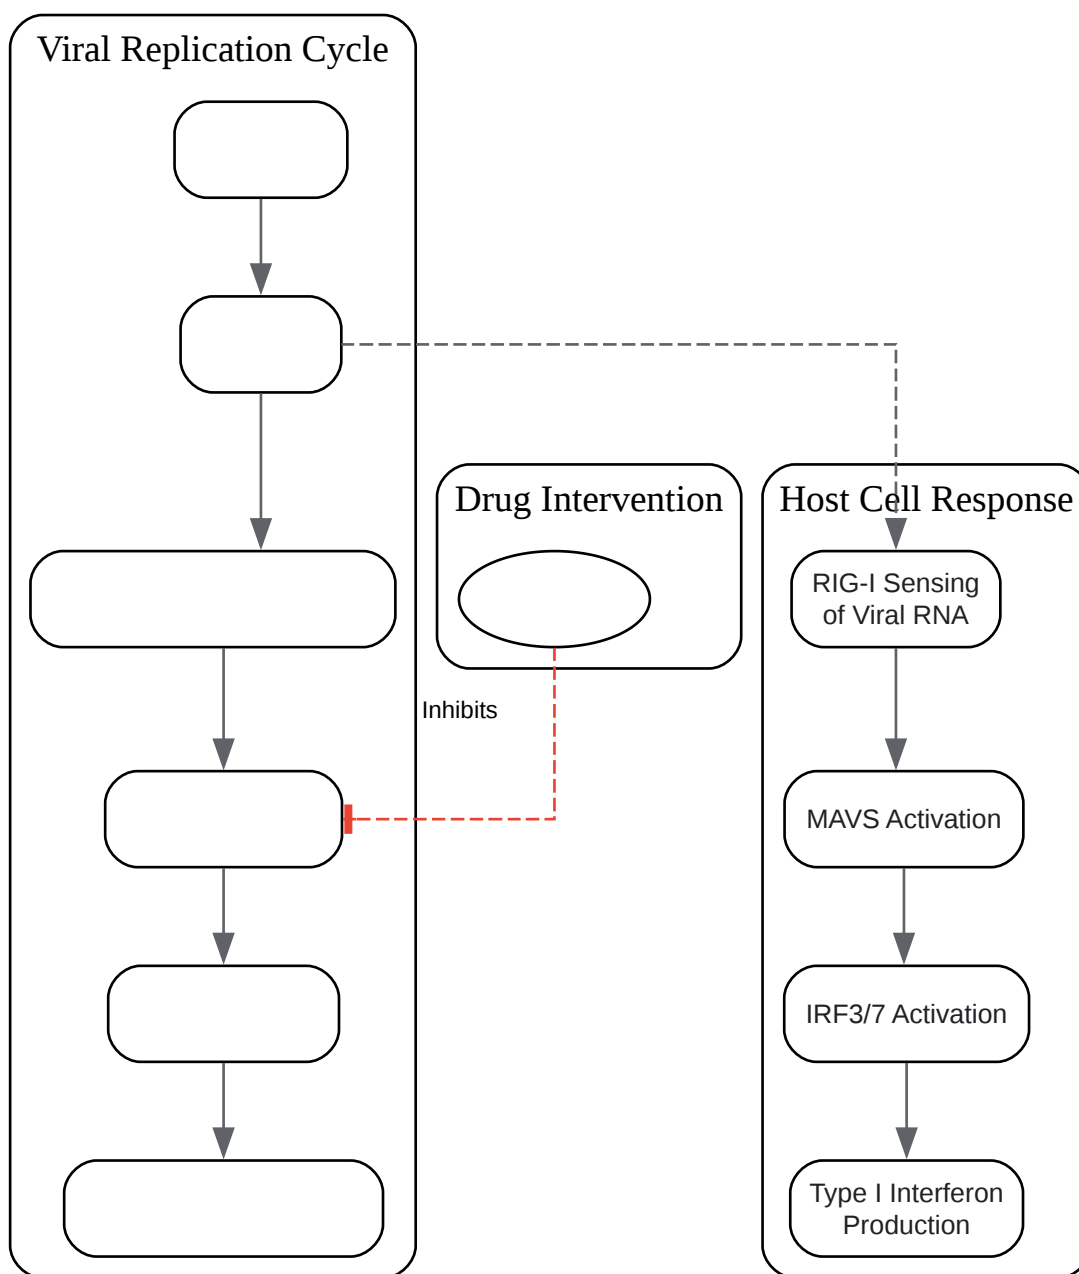 Viral Replication Cycle
Drug Intervention
Inhibits
Host Cell Response
RIG-I Sensing
of Viral RNA
MAVS Activation
IRF3/7 Activation
Type I Interferon
Production